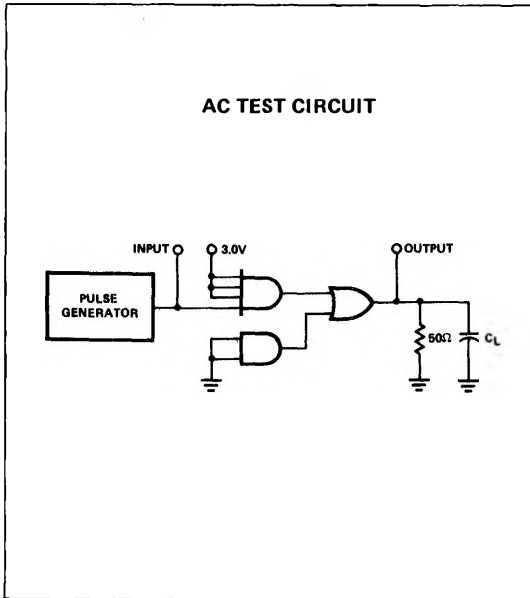 AC TEST CIRCUIT
INPUT 3.0V OUTPUT
PULSE
GENERATOR
50Ω CL